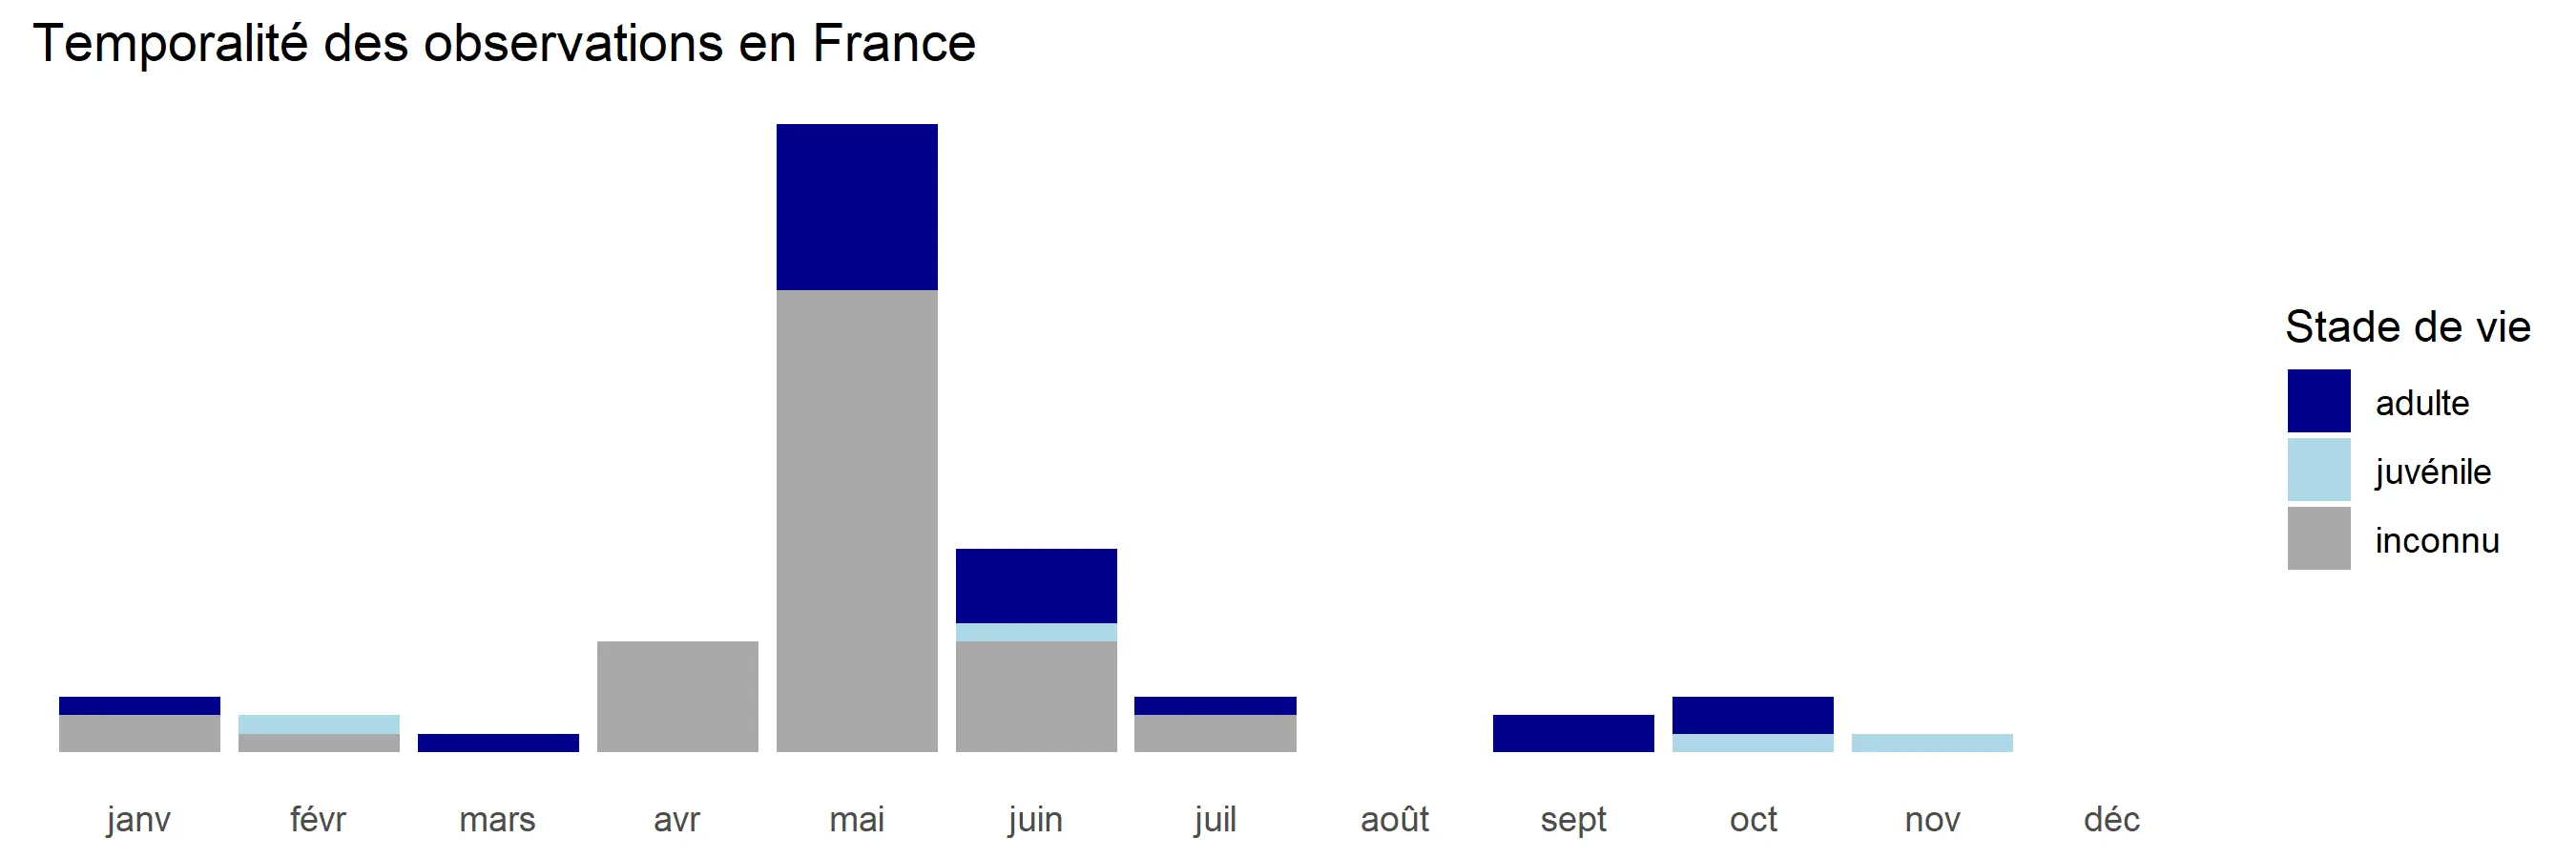 Temporalité des observations en France
Stade de vie
adulte
juvénile
inconnu
janv févr mars avr mai juin juil août sept oct nov déc